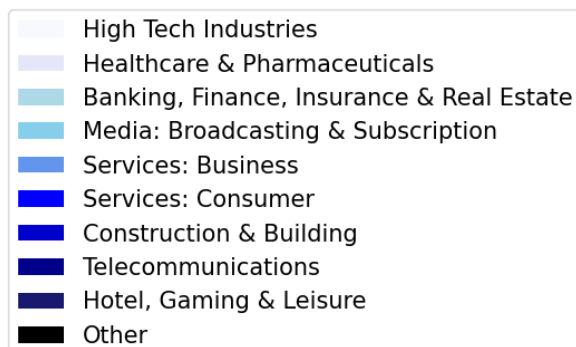 High Tech Industries
Healthcare & Pharmaceuticals
Banking, Finance, Insurance & Real Estate
Media: Broadcasting & Subscription
Services: Business
Services: Consumer
Construction & Building
Telecommunications
Hotel, Gaming & Leisure
Other